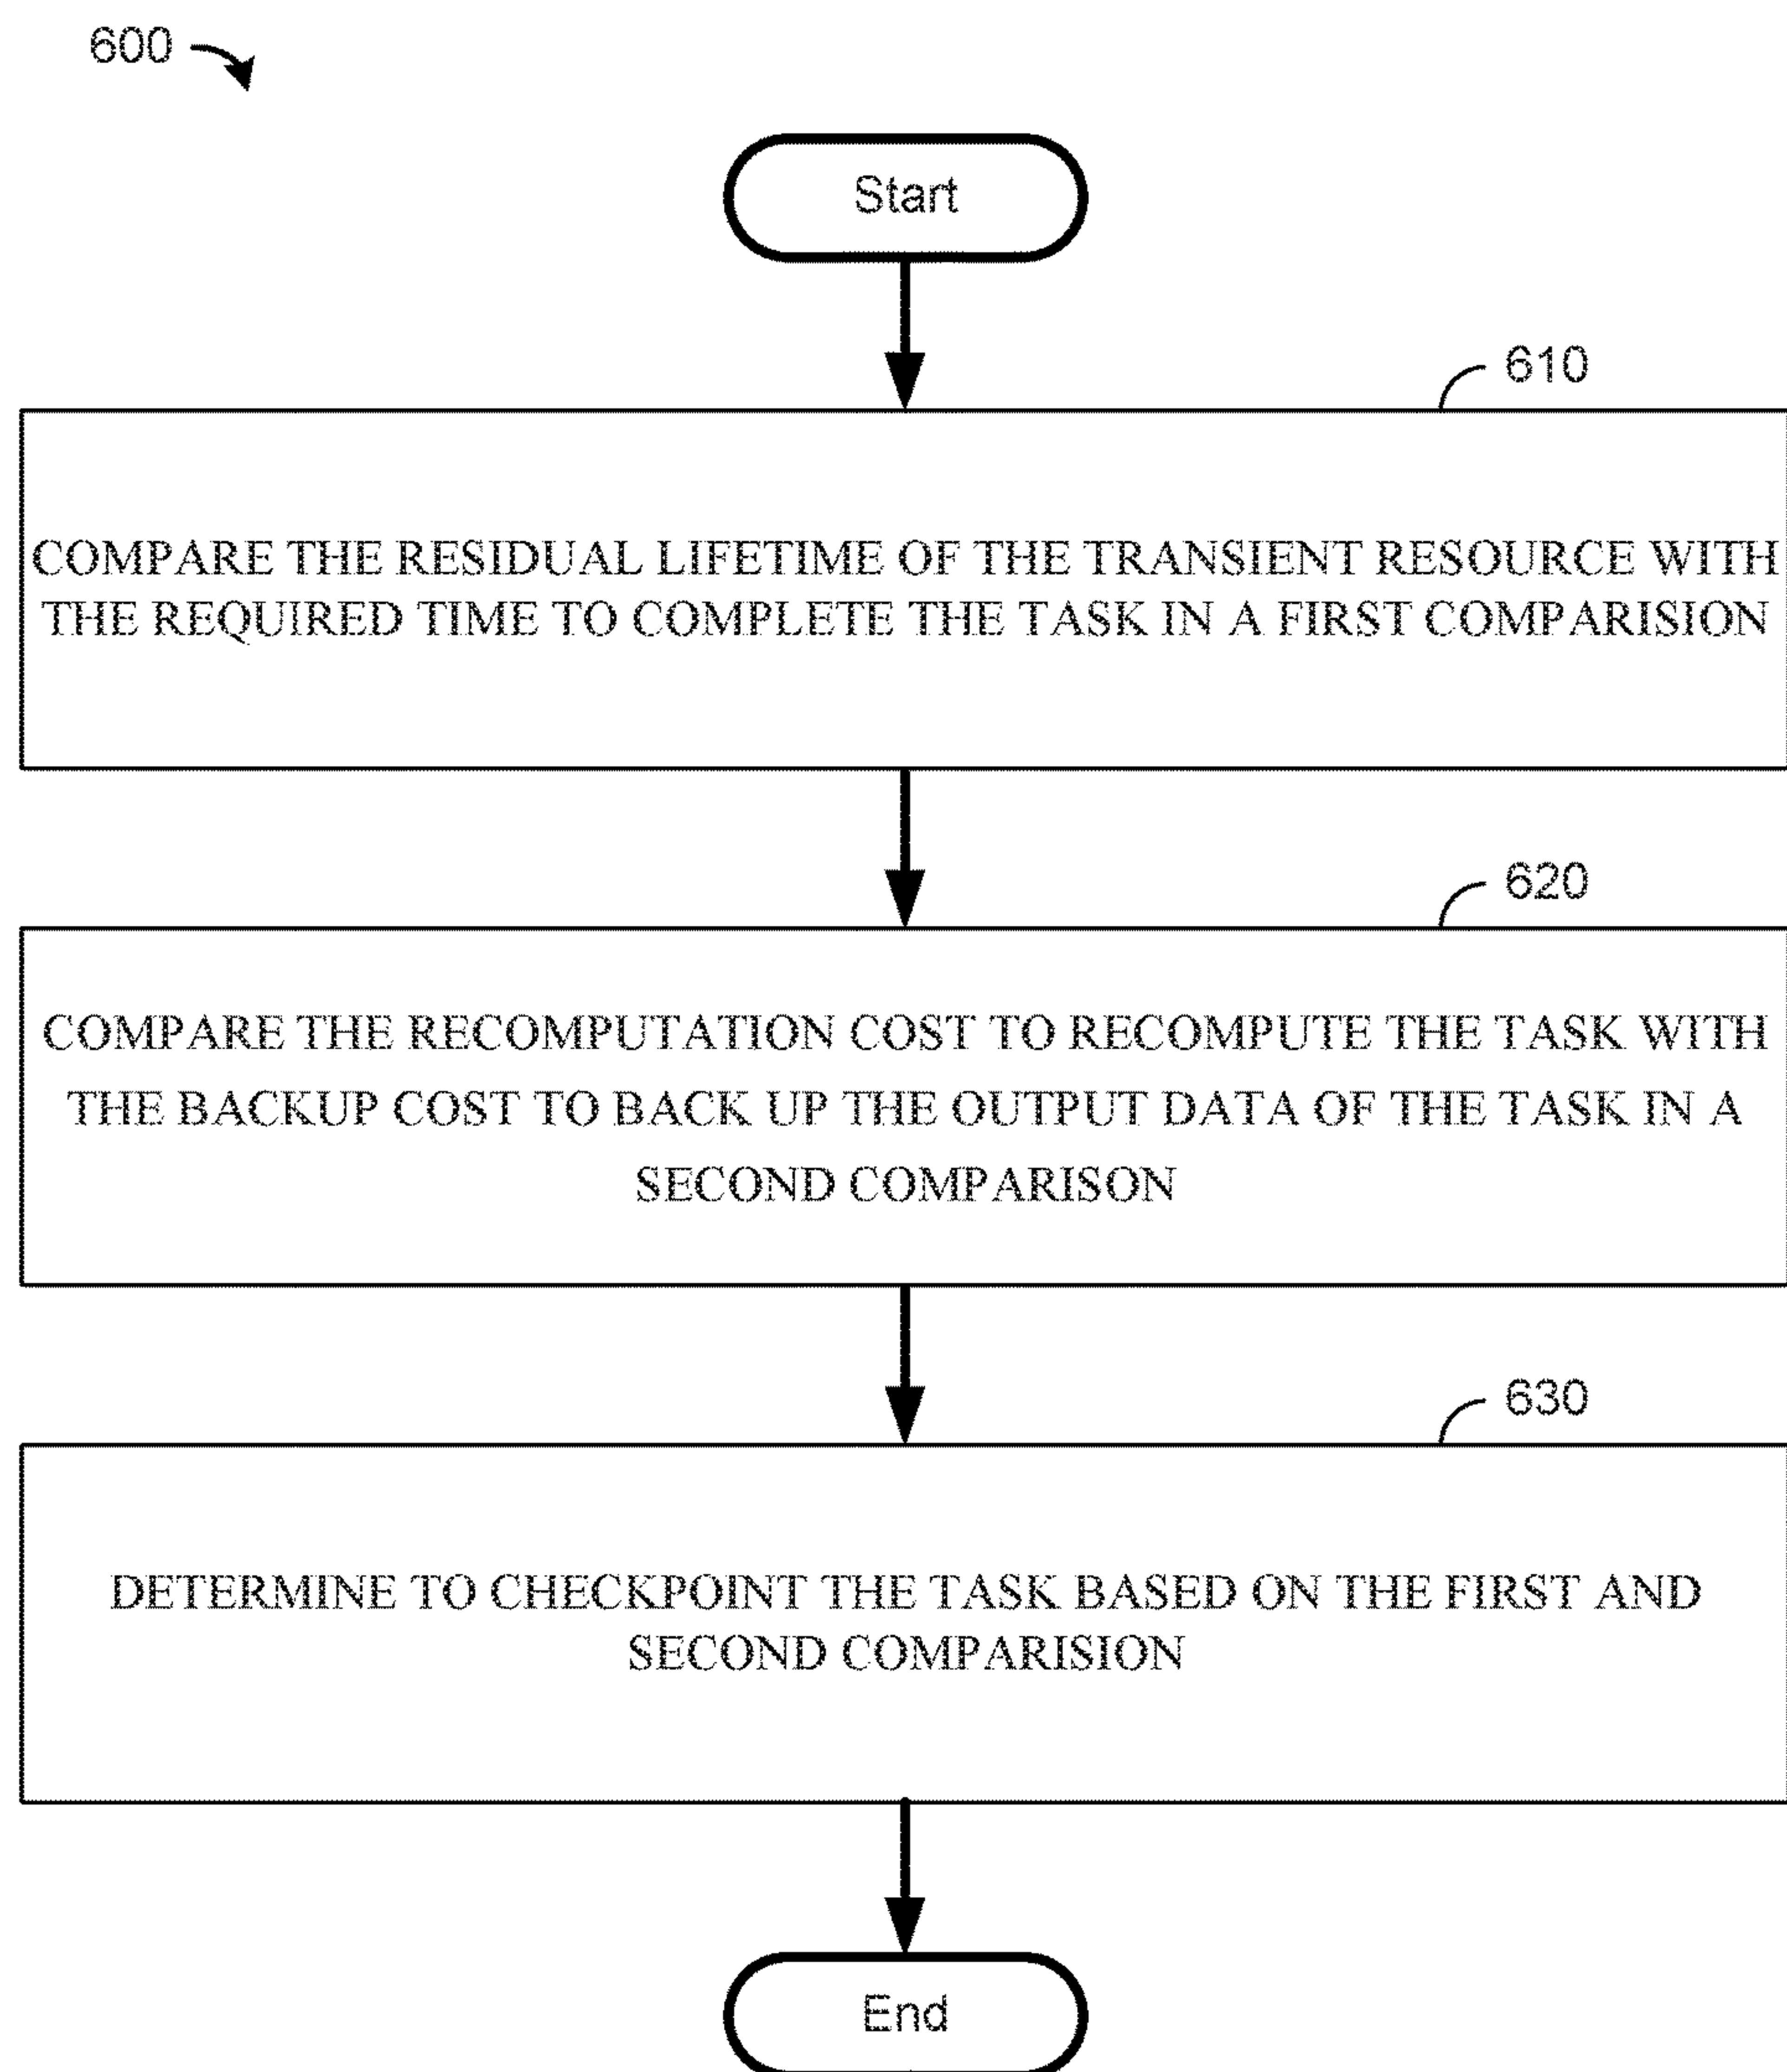 600
Start
610
COMPARE THE RESIDUAL LIFETIME OF THE TRANSIENT RESOURCE WITH
THE REQUIRED TIME TO COMPLETE THE TASK IN A FIRST COMPARISION
620
COMPARE THE RECOMPUTATION COST TO RECOMPUTE THE TASK WITH
THE BACKUP COST TO BACK UP THE OUTPUT DATA OF THE TASK IN A
SECOND COMPARISON
630
DETERMINE TO CHECKPOINT THE TASK BASED ON THE FIRST AND
SECOND COMPARISION
End